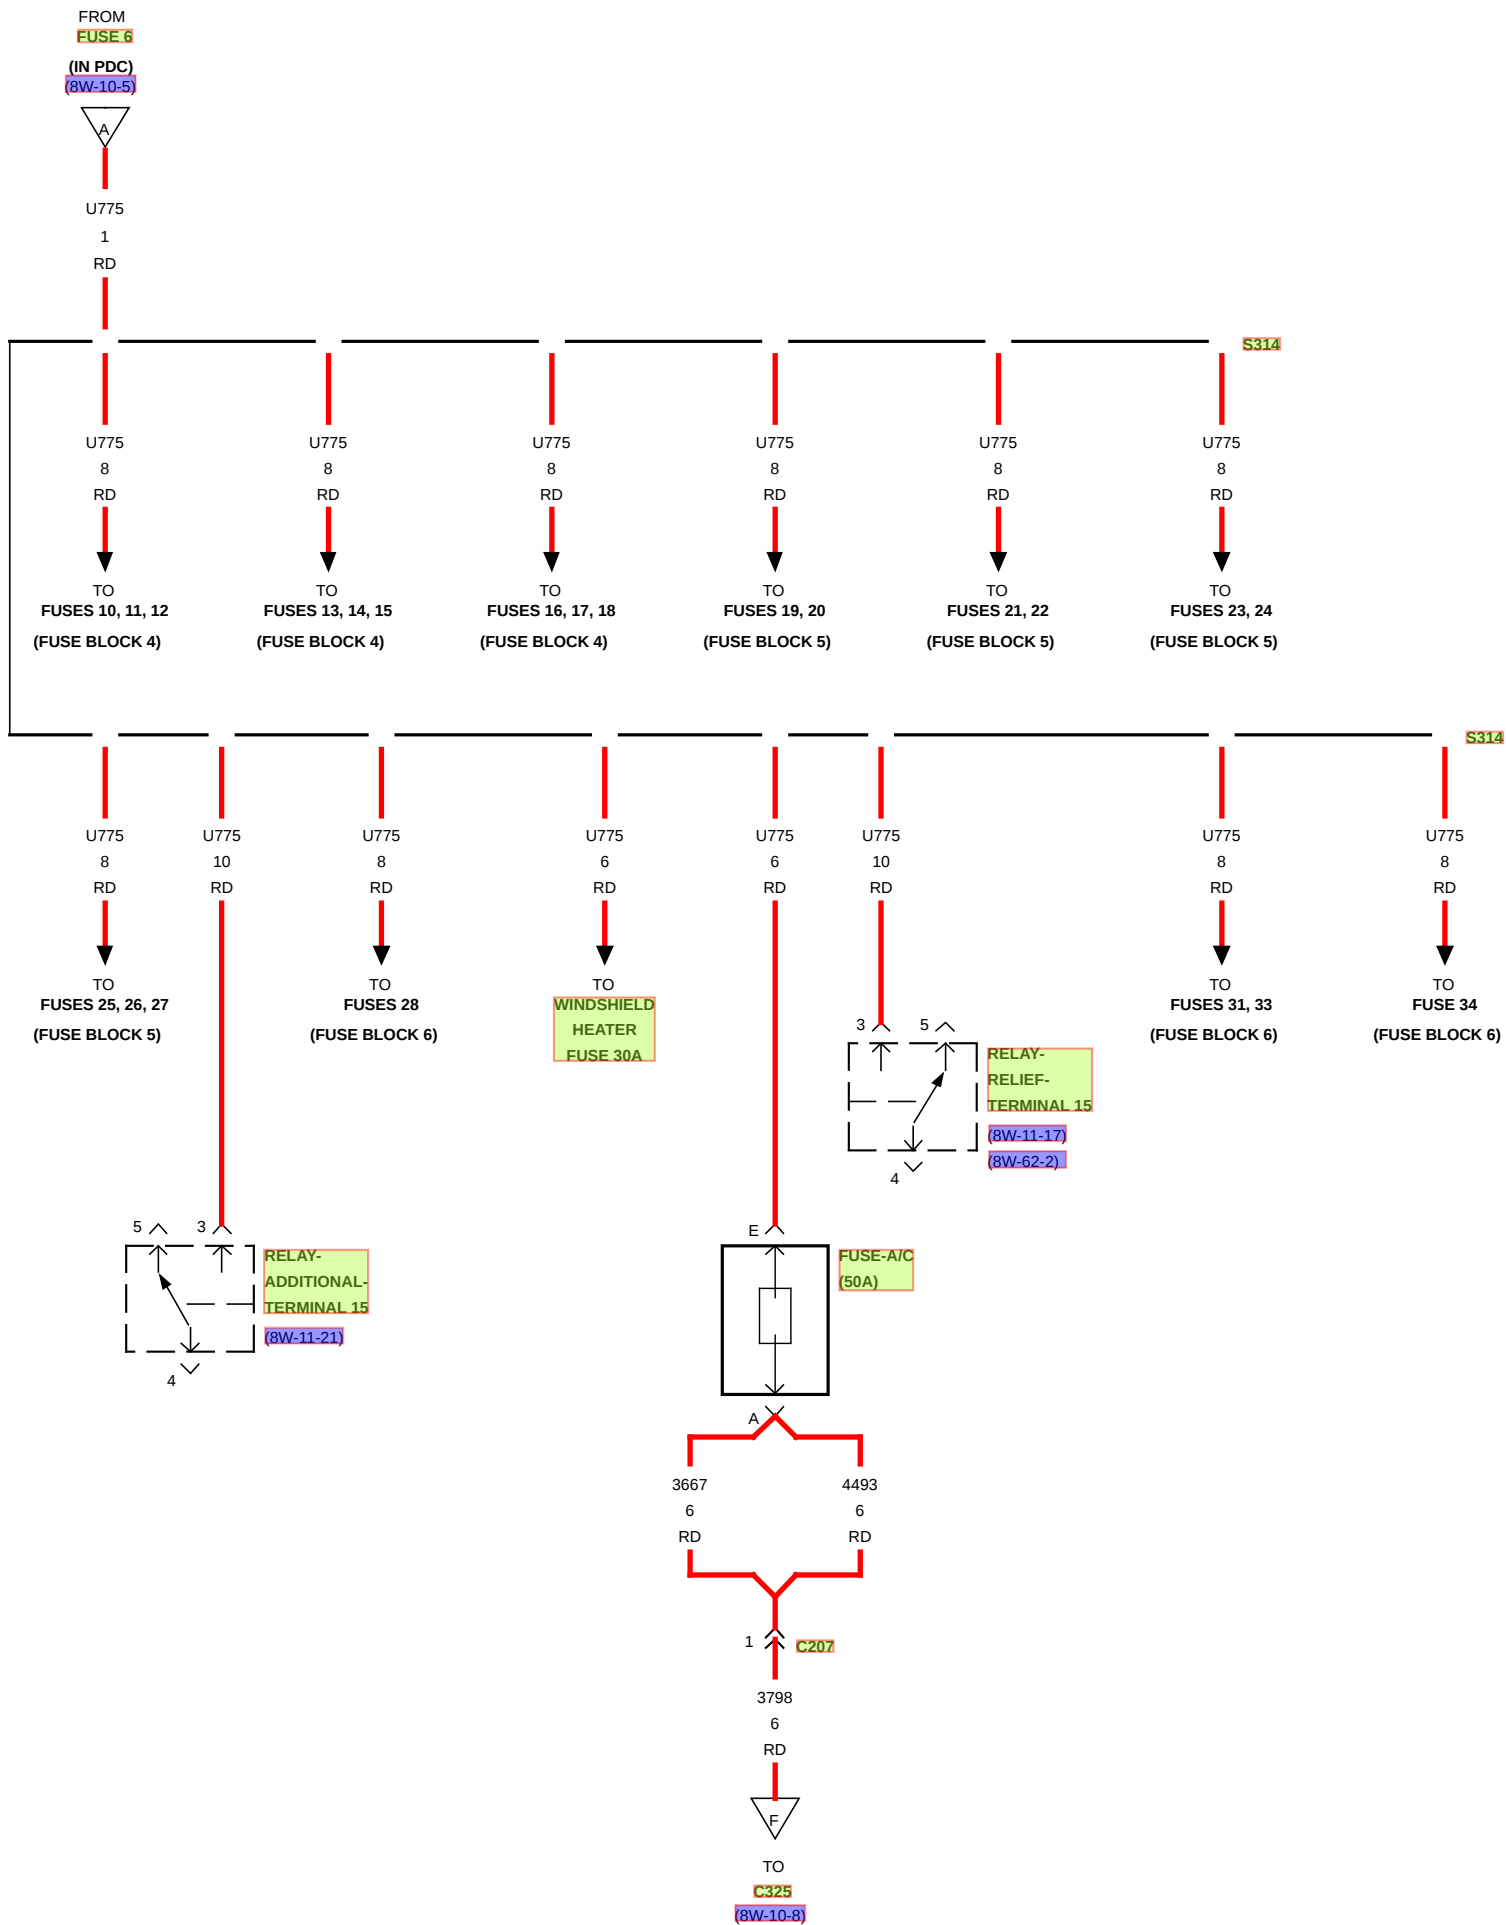 FROM
FUSE 6
(IN PDC)
(8W-10-5)
A
U775
1
RD
S314
U775 U775 U775 U775 U775 U775
8 8 8 8 8 8
RD RD RD RD RD RD
TO TO TO TO TO TO
FUSES 10, 11, 12 FUSES 13, 14, 15 FUSES 16, 17, 18 FUSES 19, 20 FUSES 21, 22 FUSES 23, 24
(FUSE BLOCK 4) (FUSE BLOCK 4) (FUSE BLOCK 4) (FUSE BLOCK 5) (FUSE BLOCK 5) (FUSE BLOCK 5)
S314
U775 U775 U775 U775 U775 U775 U775 U775
8 10 8 6 6 10 8 8
RD RD RD RD RD RD RD RD
TO TO TO TO TO
FUSES 25, 26, 27 FUSES 28 WINDSHIELD FUSES 31, 33 FUSE 34
(FUSE BLOCK 5) (FUSE BLOCK 6) HEATER (FUSE BLOCK 6) (FUSE BLOCK 6)
FUSE 30A
3 5
RELAY-
RELIEF-
TERMINAL 15
(8W-11-17)
(8W-62-2)
4
5 3
RELAY-
ADDITIONAL-
TERMINAL 15
(8W-11-21)
4
E
FUSE-A/C
(50A)
A
3667 4493
6 6
RD RD
1 C207
3798
6
RD
F
TO
C325
(8W-10-8)